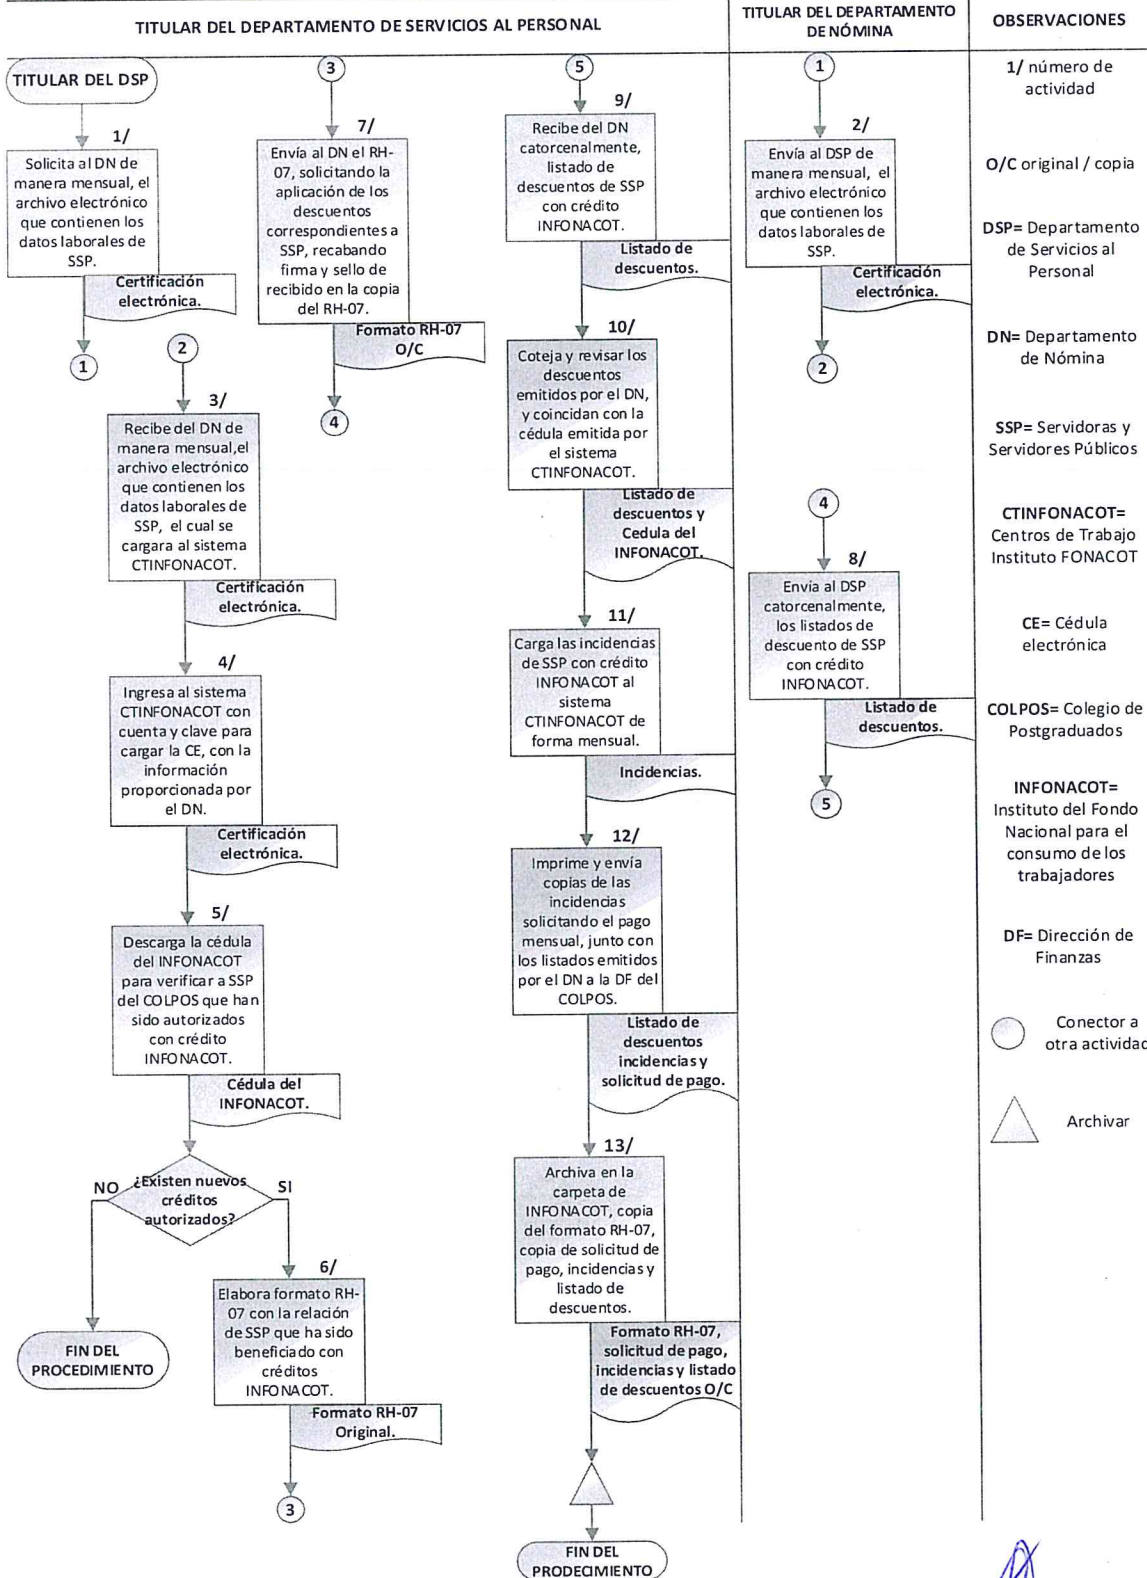 TITULAR DEL DEPARTAMENTO DE SERVICIOS AL PERSONAL
TITULAR DEL DEPARTAMENTO
DE NÓMINA
OBSERVACIONES
TITULAR DEL DSP
1/
Solicita al DN de
manera mensual, el
archivo electrónico
que contienen los
datos laborales de
SSP.
Certificación
electrónica.
1
2
3/
Recibe del DN de
manera mensual,el
archivo electrónico
que contienen los
datos laborales de
SSP, el cual se
cargara al sistema
CTINFONACOT.
Certificación
electrónica.
4/
Ingresa al sistema
CTINFONACOT con
cuenta y clave para
cargar la CE, con la
información
proporcionada por
el DN.
Certificación
electrónica.
5/
Descarga la cédula
del INFONACOT
para verificar a SSP
del COLPOS que han
sido autorizados
con crédito
INFONACOT.
Cédula del
INFONACOT.
¿Existen nuevos
créditos
autorizados?
NO
SI
FIN DEL
PROCEDIMIENTO
6/
Elabora formato RH-
07 con la relación
de SSP que ha sido
beneficiado con
créditos
INFONACOT.
Formato RH-07
Original.
3
3
7/
Envía al DN el RH-
07, solicitando la
aplicación de los
descuentos
correspondientes a
SSP, recabando
firma y sello de
recibido en la copia
del RH-07.
Formato RH-07
O/C
4
5
9/
Recibe del DN
catorcenalmente,
listado de
descuentos de SSP
con crédito
INFONACOT.
Listado de
descuentos.
10/
Coteja y revisar los
descuentos
emitidos por el DN,
y coincidan con la
cédula emitida por
el sistema
CTINFONACOT.
Listado de
descuentos y
Cedula del
INFONACOT.
11/
Carga las incidencias
de SSP con crédito
INFONACOT al
sistema
CTINFONACOT de
forma mensual.
Incidencias.
12/
Imprime y envía
copias de las
incidencias
solicitando el pago
mensual, junto con
los listados emitidos
por el DN a la DF del
COLPOS.
Listado de
descuentos
incidencias y
solicitud de pago.
13/
Archiva en la
carpeta de
INFONACOT, copia
del formato RH-07,
copia de solicitud de
pago, incidencias y
listado de
descuentos.
Formato RH-07,
solicitud de pago,
incidencias y listado
de descuentos O/C
FIN DEL
PRODECIMIENTO
1
2/
Envía al DSP de
manera mensual, el
archivo electrónico
que contienen los
datos laborales de
SSP.
Certificación
electrónica.
2
4
8/
Envía al DSP
catorcenalmente,
los listados de
descuento de SSP
con crédito
INFONACOT.
Listado de
descuentos.
5
1/ número de
actividad
O/C original / copia
DSP= Departamento
de Servicios al
Personal
DN= Departamento
de Nómina
SSP= Servidoras y
Servidores Públicos
CTINFONACOT=
Centros de Trabajo
Instituto FONACOT
CE= Cédula
electrónica
COLPOS= Colegio de
Postgraduados
INFONACOT=
Instituto del Fondo
Nacional para el
consumo de los
trabajadores
DF= Dirección de
Finanzas
Conector a
otra actividad
Archivar